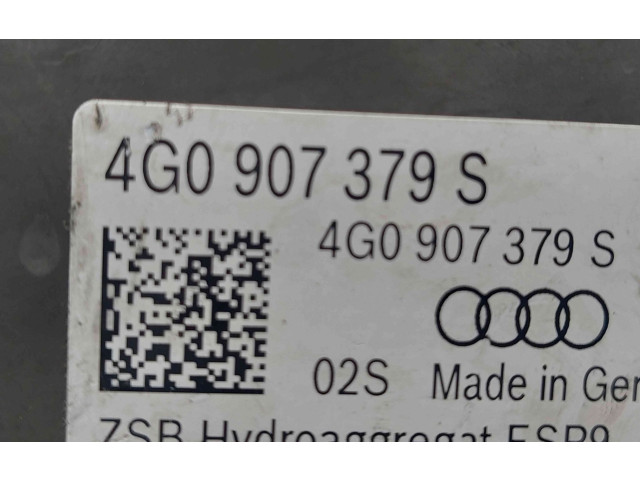 4G0 907 379 S
4G0 907 379 S
02S Made in Ger
ZSB Hydroaggregat ESP9